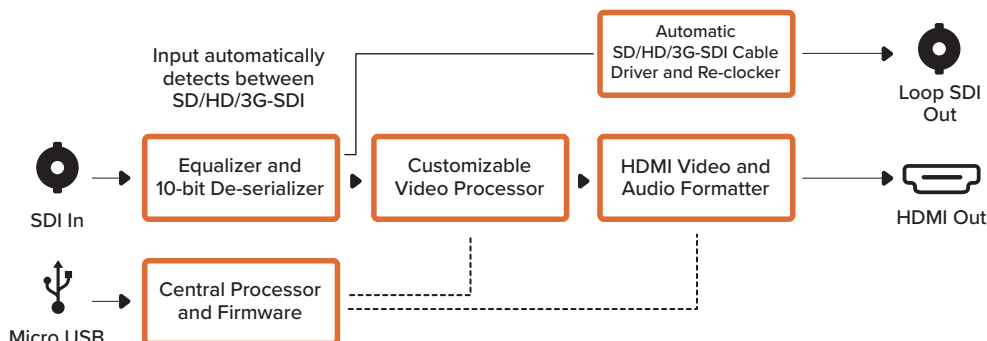 Input automatically
detects between
SD/HD/3G-SDI
Automatic
SD/HD/3G-SDI Cable
Driver and Re-clocker
Loop SDI
Out
SDI In
Equalizer and
10-bit De-serializer
Customizable
Video Processor
HDMI Video and
Audio Formatter
HDMI Out
Micro USB
Central Processor
and Firmware